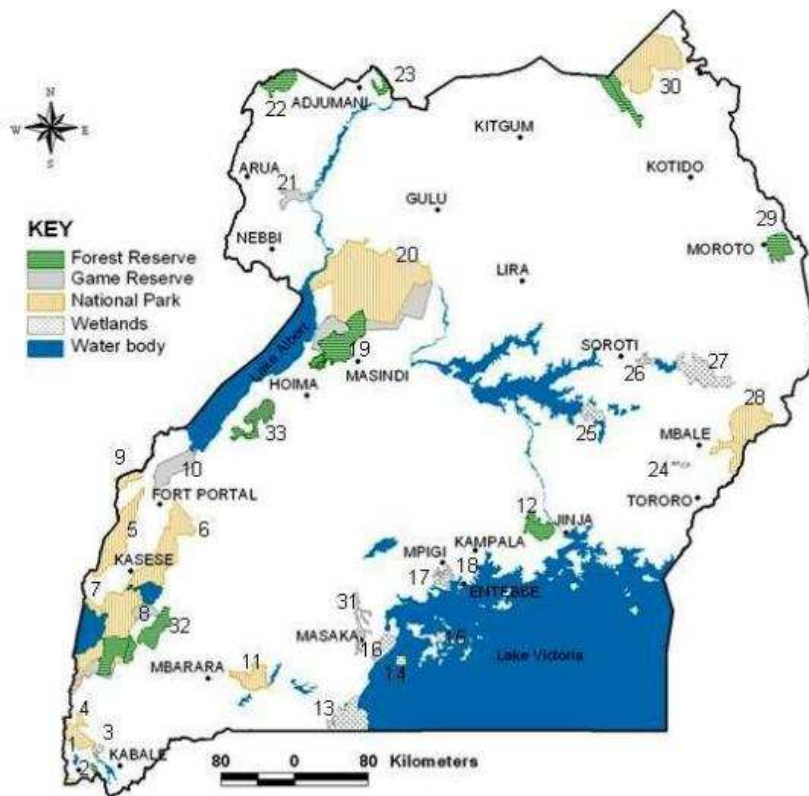 23
22
ADJUMANI
30
N
W E
S
KITGUM
ARUA
21
KOTIDO
GULU
KEY
Forest Reserve
Game Reserve
National Park
Wetlands
Water body
NEBBI
20
29
MOROTO
LIRA
Lake Albert
19
MASINDI
SOROTI
26
27
HOIMA
28
33
25
MBALE
9
10
24
FORT PORTAL
TORORO
5
6
12
JINJA
KAMPALA
MPIGI
18
KASESE
17
ENTEBBE
7
8
31
32
MASAKA
16
15
Lake Victoria
14
MBARARA
11
13
4
3
KABALE
2
80 0 80 Kilometers